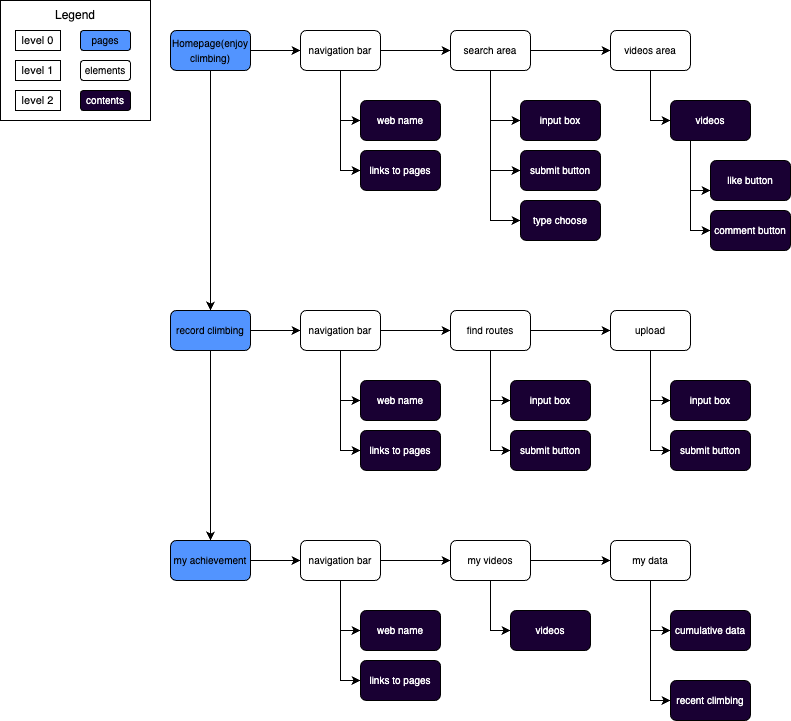 Legend
level 0
pages
level 1
elements
level 2
contents
Homepage(enjoy
climbing)
navigation bar
search area
videos area
web name
input box
videos
links to pages
submit button
like button
type choose
comment button
record climbing
navigation bar
find routes
upload
web name
input box
input box
links to pages
submit button
submit button
my achievement
navigation bar
my videos
my data
web name
videos
cumulative data
links to pages
recent climbing